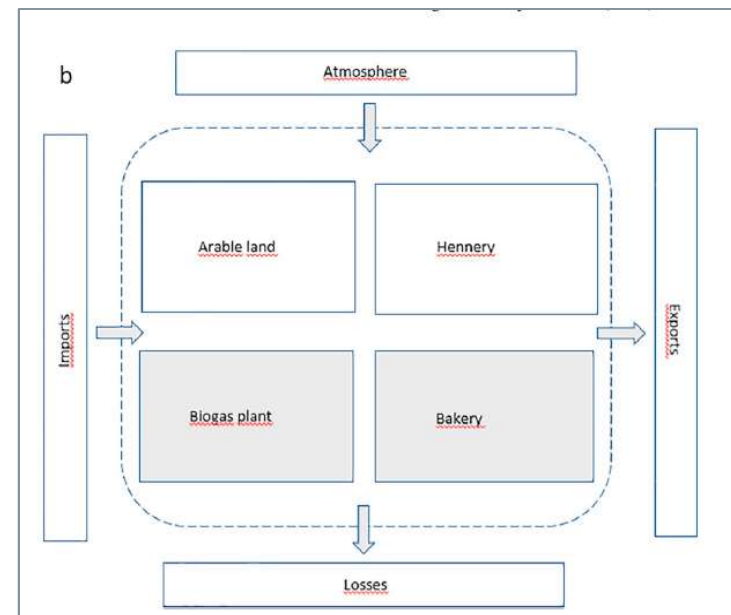 b
Atmosphere
Arable land
Hennery
Imports
Exports
Biogas plant
Bakery
Losses